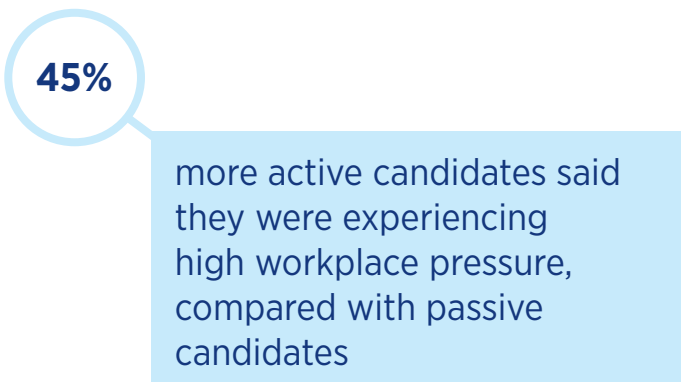 45%
more active candidates said
they were experiencing
high workplace pressure,
compared with passive
candidates